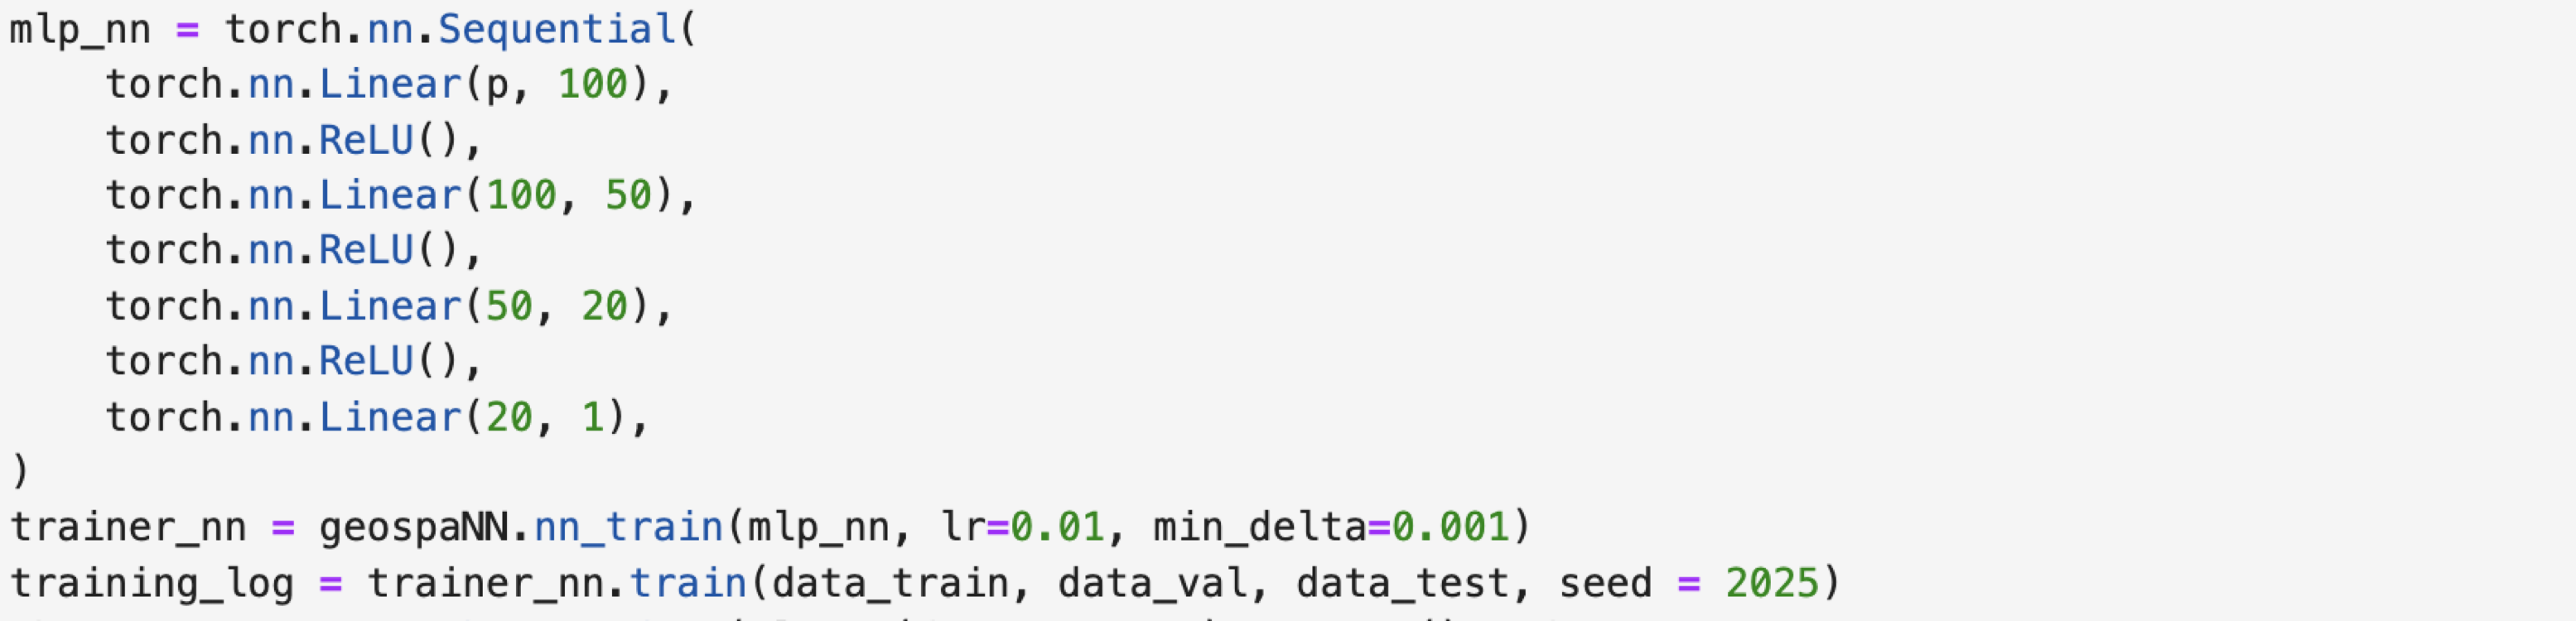 mlp_nn = torch.nn.Sequential(
    torch.nn.Linear(p, 100),
    torch.nn.ReLU(),
    torch.nn.Linear(100, 50),
    torch.nn.ReLU(),
    torch.nn.Linear(50, 20),
    torch.nn.ReLU(),
    torch.nn.Linear(20, 1),
)
trainer_nn = geospaNN.nn_train(mlp_nn, lr=0.01, min_delta=0.001)
training_log = trainer_nn.train(data_train, data_val, data_test, seed = 2025)